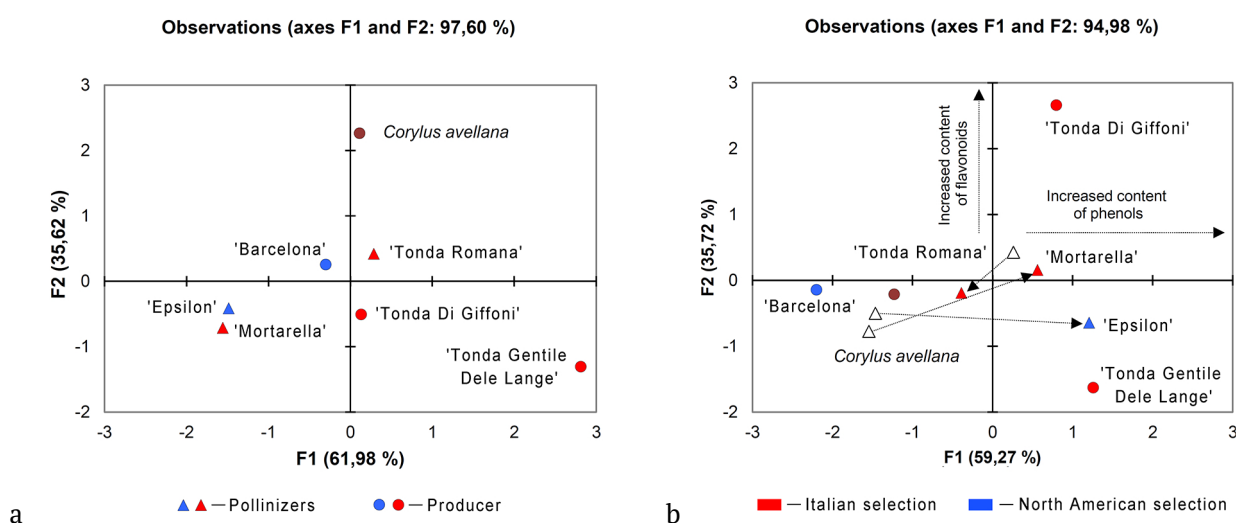 Observations (axes F1 and F2: 97,60 %)
3
2
1
0
-1
-2
-3
-2
-1
0
1
2
3
F2 (35,62 %)
F1 (61,98 %)
Corylus avellana
'Barcelona'
'Tonda Romana'
'Epsilon'
'Mortarella'
'Tonda Di Giffoni'
'Tonda Gentile
Dele Lange'
a
— Pollinizers
— Producer
Observations (axes F1 and F2: 94,98 %)
3
2
1
0
-1
-2
-3
-2
-1
0
1
2
3
F2 (35,72 %)
F1 (59,27 %)
Increased content
of flavonoids
'Tonda Di Giffoni'
Increased content
of phenols
'Tonda Romana'
'Mortarella'
'Barcelona'
'Epsilon'
Corylus avellana
'Tonda Gentile
Dele Lange'
b
— Italian selection
— North American selection